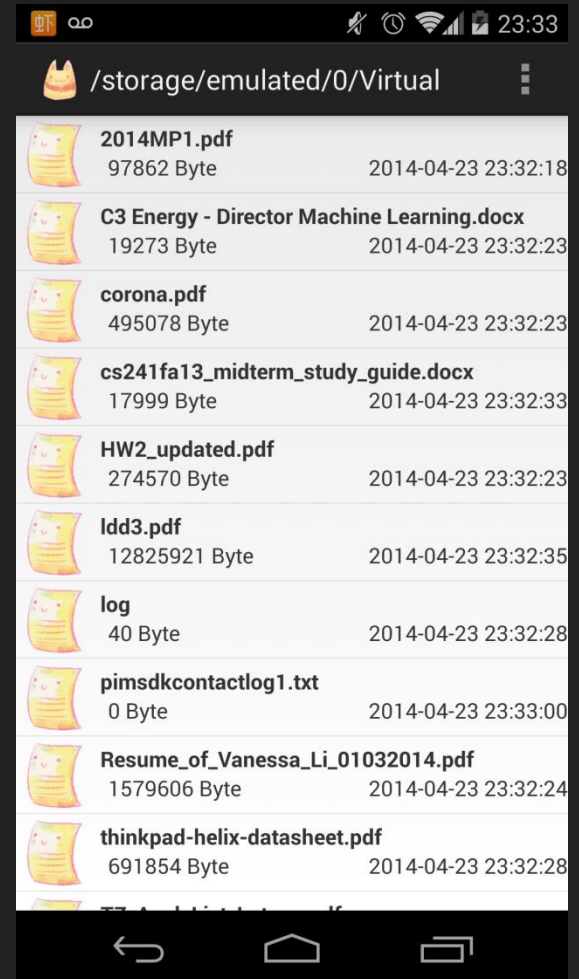 虾 23:33
/storage/emulated/0/Virtual
2014MP1.pdf
97862 Byte 2014-04-23 23:32:18
C3 Energy - Director Machine Learning.docx
19273 Byte 2014-04-23 23:32:23
corona.pdf
495078 Byte 2014-04-23 23:32:23
cs241fa13_midterm_study_guide.docx
17999 Byte 2014-04-23 23:32:33
HW2_updated.pdf
274570 Byte 2014-04-23 23:32:23
ldd3.pdf
12825921 Byte 2014-04-23 23:32:35
log
40 Byte 2014-04-23 23:32:28
pimsdkcontactlog1.txt
0 Byte 2014-04-23 23:33:00
Resume_of_Vanessa_Li_01032014.pdf
1579606 Byte 2014-04-23 23:32:24
thinkpad-helix-datasheet.pdf
691854 Byte 2014-04-23 23:32:28